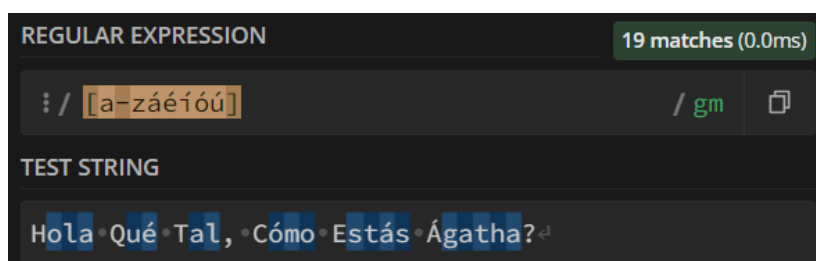 REGULAR EXPRESSION 19 matches (0.0ms)
/ [a-záéíóú] / gm
TEST STRING
Hola·Qué·Tal,·Cómo·Estás·Ágatha?↵